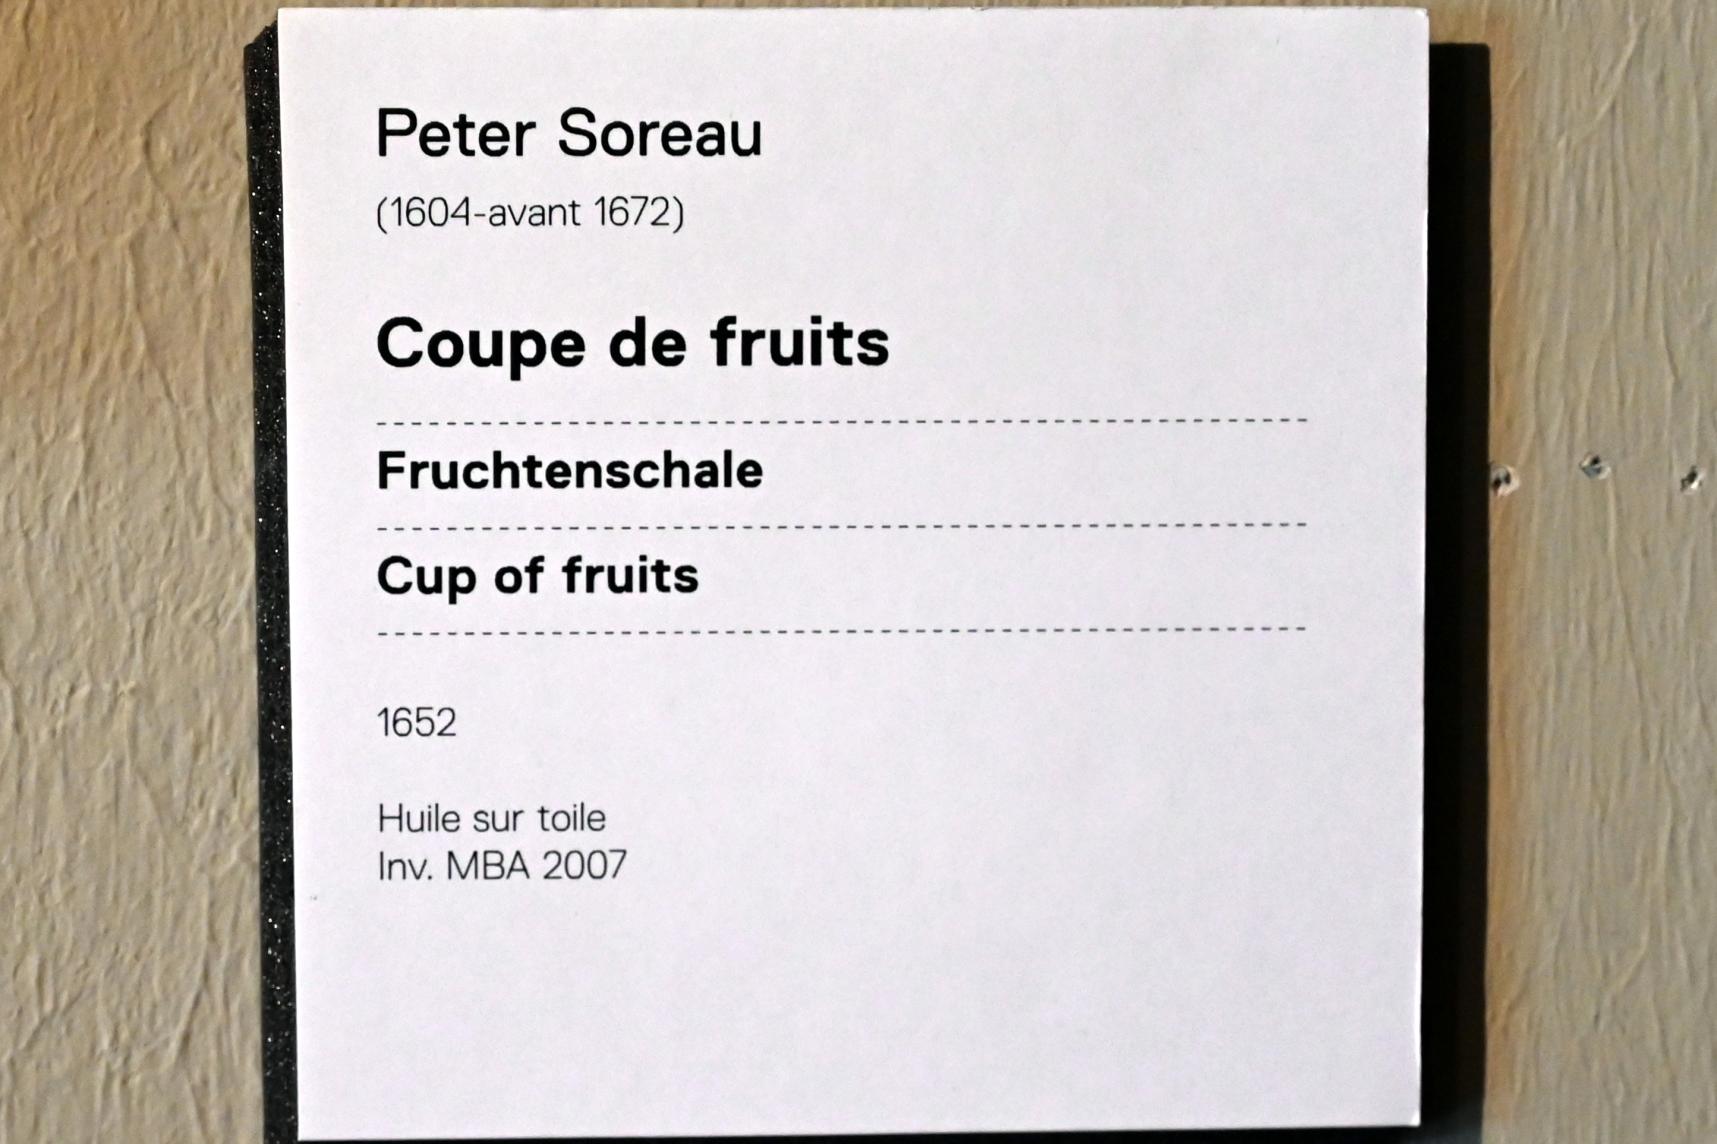 Peter Soreau
(1604-avant 1672)
Coupe de fruits
Fruchtenschale
Cup of fruits
1652
Huile sur toile
Inv. MBA 2007